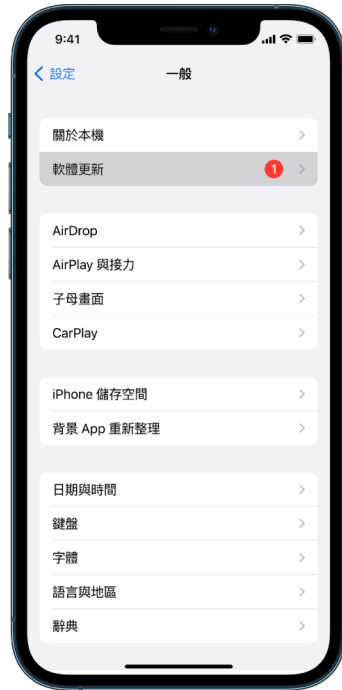 9:41
設定
一般
關於本機
軟體更新
1
AirDrop
AirPlay 與接力
子母畫面
CarPlay
iPhone 儲存空間
背景 App 重新整理
日期與時間
鍵盤
字體
語言與地區
辭典